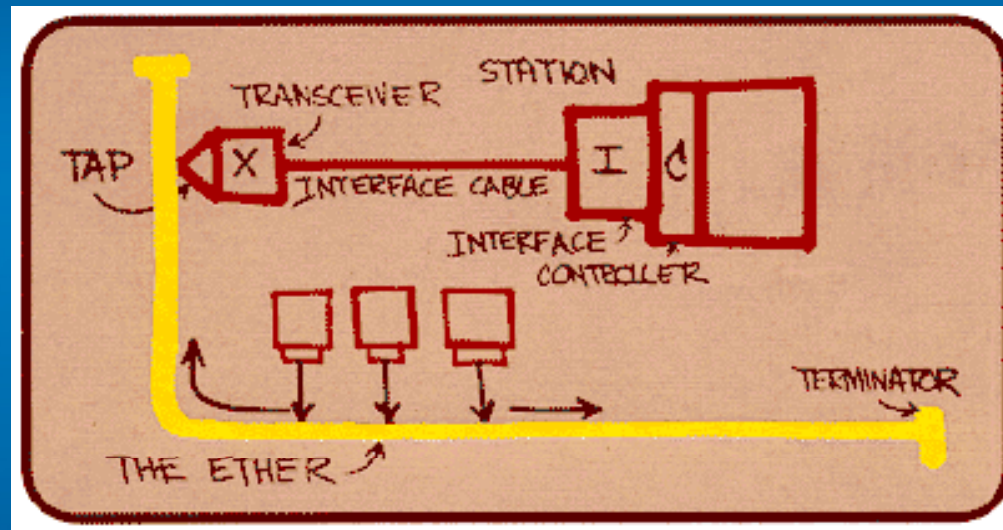 STATION
TRANSCEIVER
TAP
X
I
C
INTERFACE CABLE
INTERFACE
CONTROLLER
TERMINATOR
THE ETHER